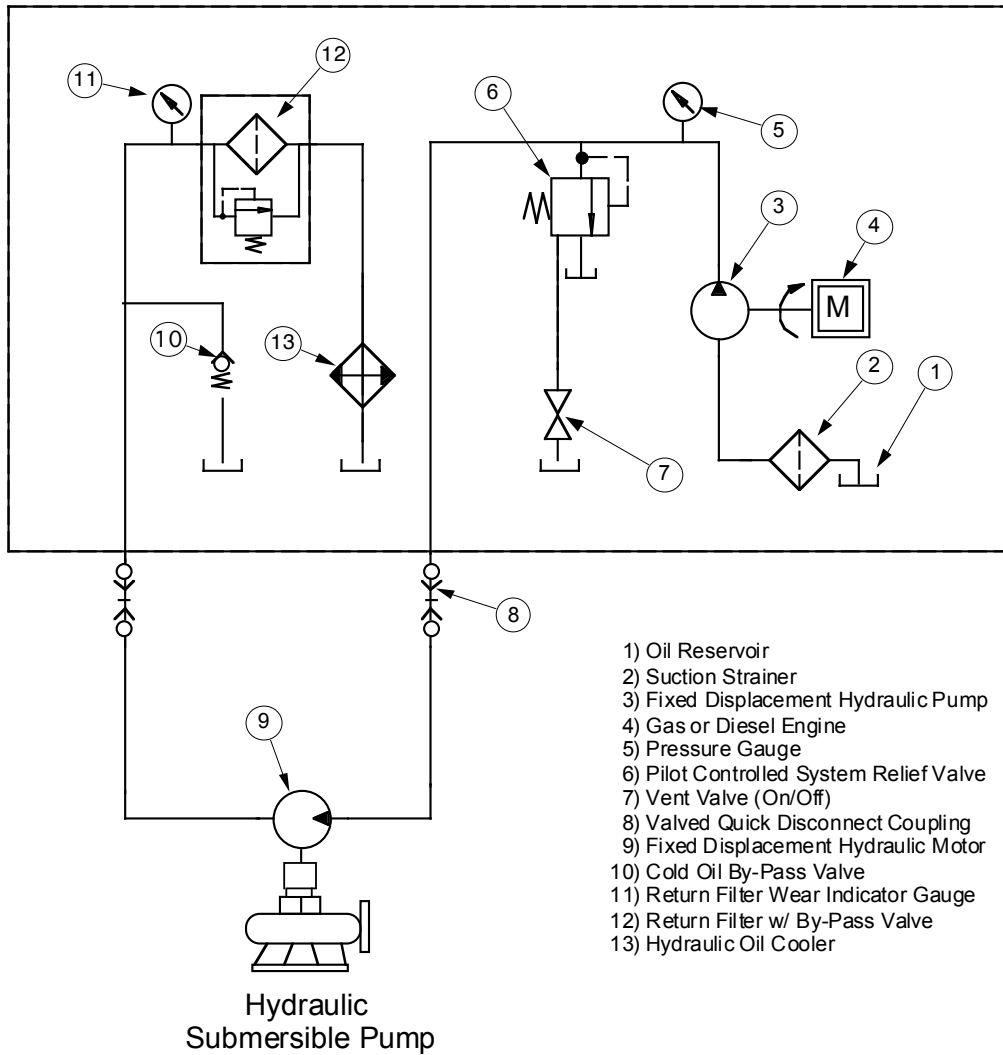 12
11
6
5
3
4
M
10
13
2
1
7
8
9
1) Oil Reservoir
2) Suction Strainer
3) Fixed Displacement Hydraulic Pump
4) Gas or Diesel Engine
5) Pressure Gauge
6) Pilot Controlled System Relief Valve
7) Vent Valve (On/Off)
8) Valved Quick Disconnect Coupling
9) Fixed Displacement Hydraulic Motor
10) Cold Oil By-Pass Valve
11) Return Filter Wear Indicator Gauge
12) Return Filter w/ By-Pass Valve
13) Hydraulic Oil Cooler
Hydraulic
Submersible Pump